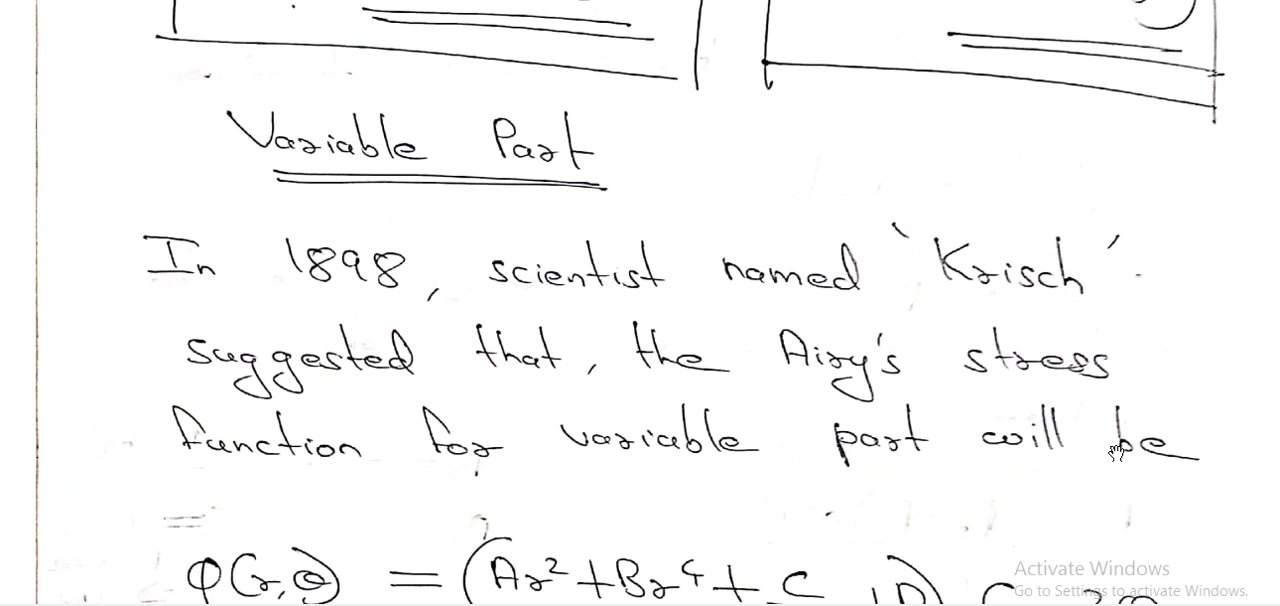 Variable Part
In 1898, scientist named 'Krisch'
suggested that, the Airy's stress
function for variable part will be
φ(r,θ) = (Ar² + Br⁴ + C + D) C
Activate Windows
Go to Settings to activate Windows.